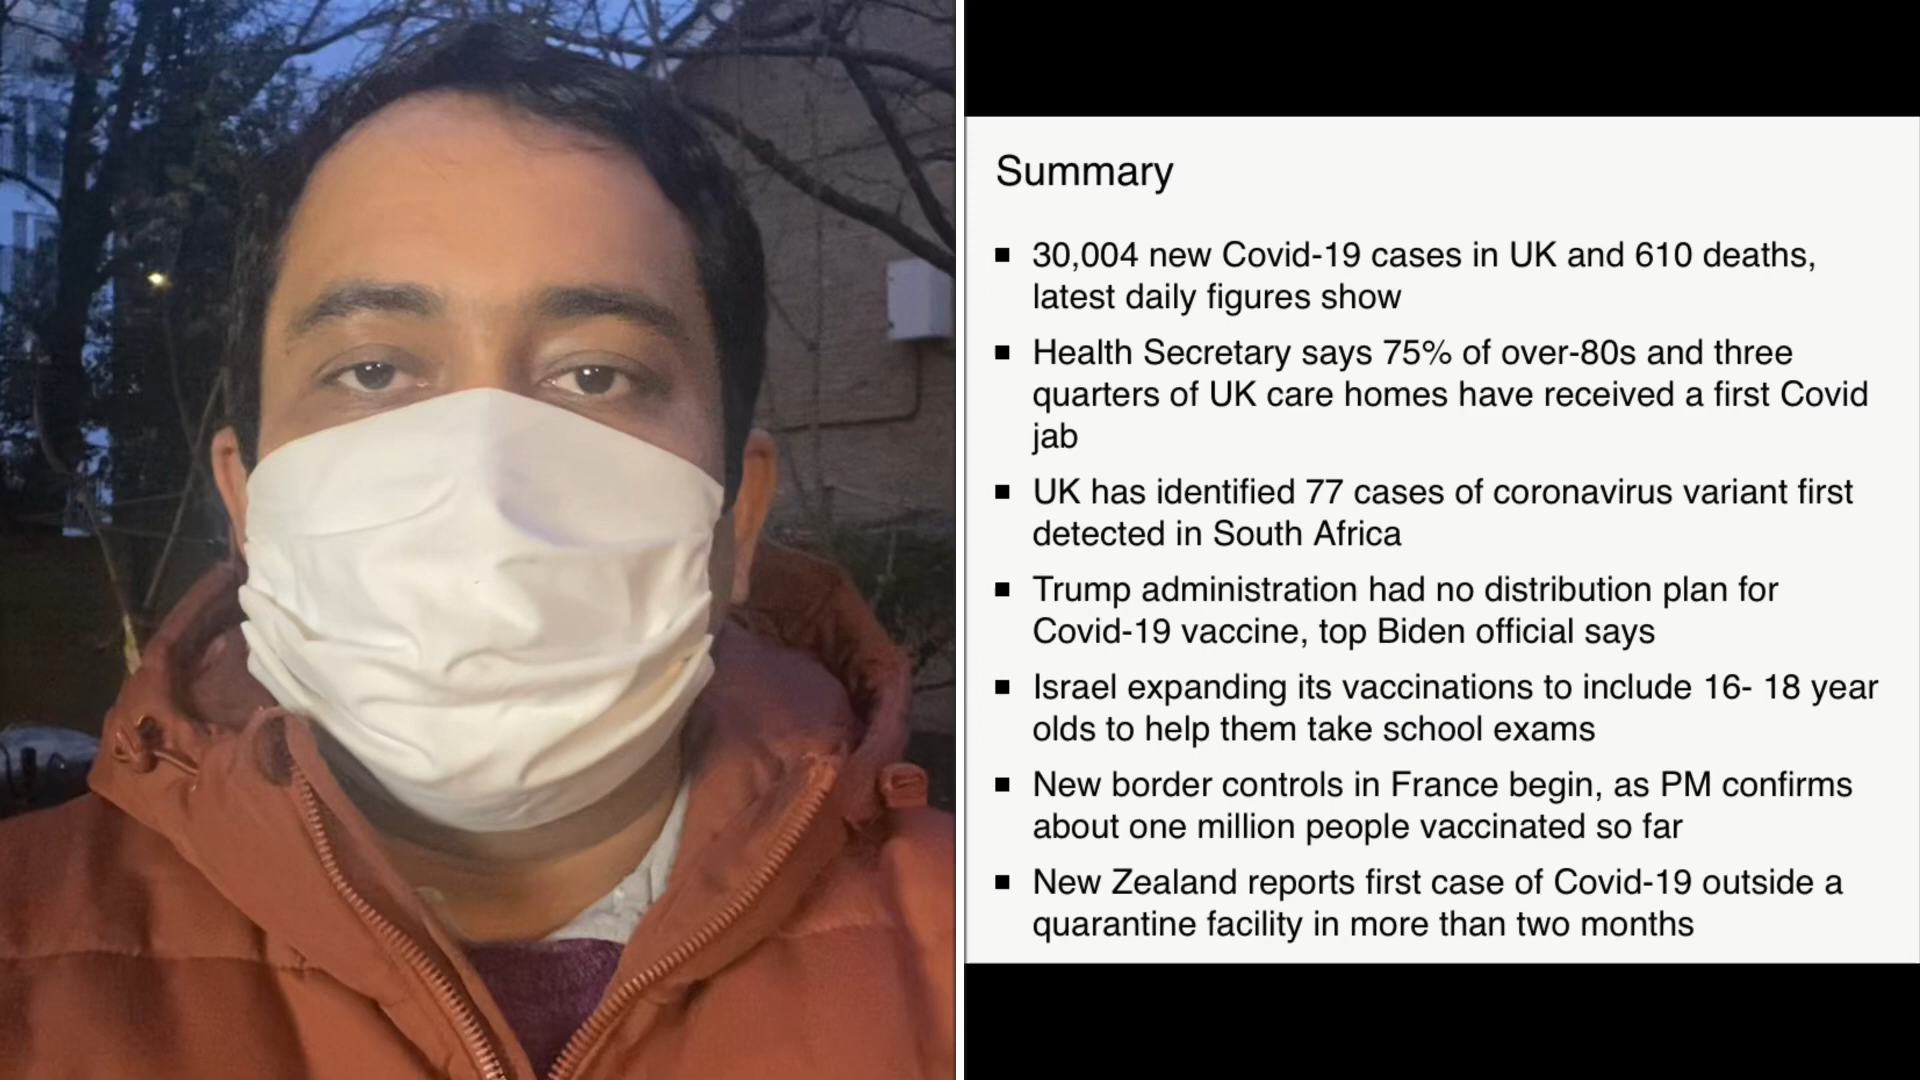 Summary
30,004 new Covid-19 cases in UK and 610 deaths,
latest daily figures show
Health Secretary says 75% of over-80s and three
quarters of UK care homes have received a first Covid
jab
UK has identified 77 cases of coronavirus variant first
detected in South Africa
Trump administration had no distribution plan for
Covid-19 vaccine, top Biden official says
Israel expanding its vaccinations to include 16- 18 year
olds to help them take school exams
New border controls in France begin, as PM confirms
about one million people vaccinated so far
New Zealand reports first case of Covid-19 outside a
quarantine facility in more than two months